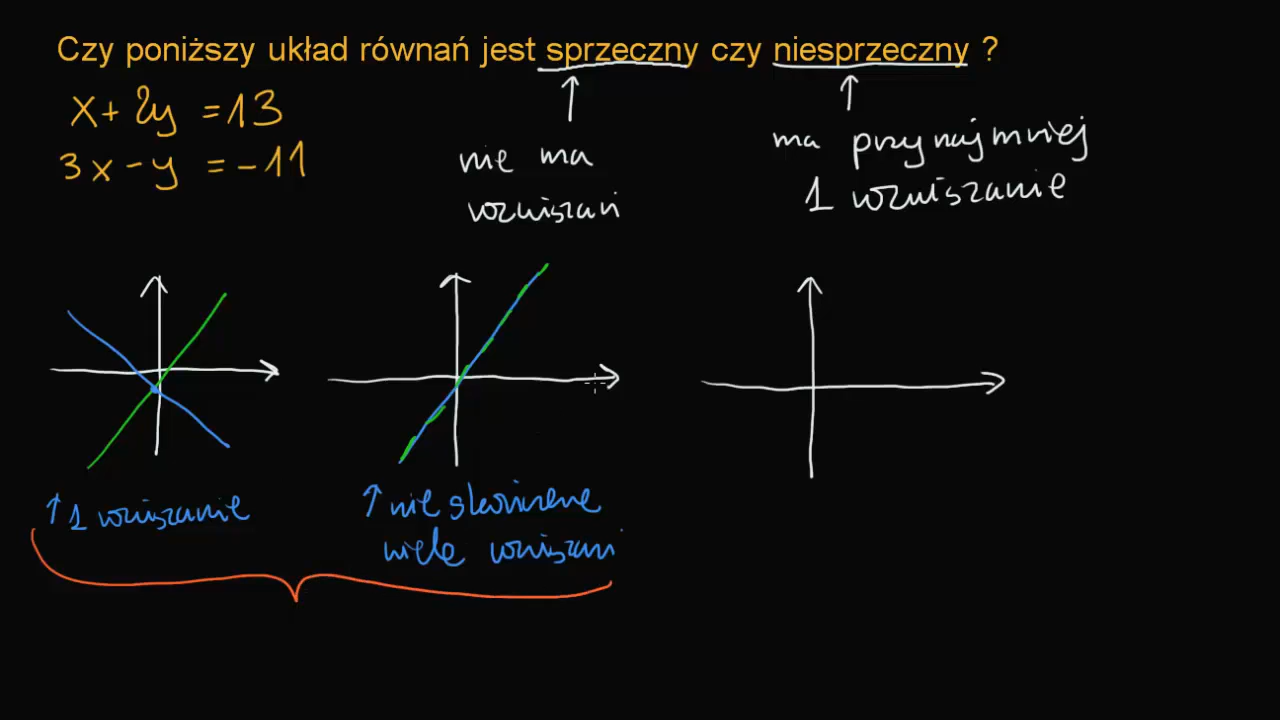 Czy poniższy układ równań jest sprzeczny czy niesprzeczny ?
x + 2y = 13
3x - y = -11
nie ma
rozwiązań
ma przynajmniej
1 rozwiązanie
1 rozwiązanie
nieskończenie
wiele rozwiązań